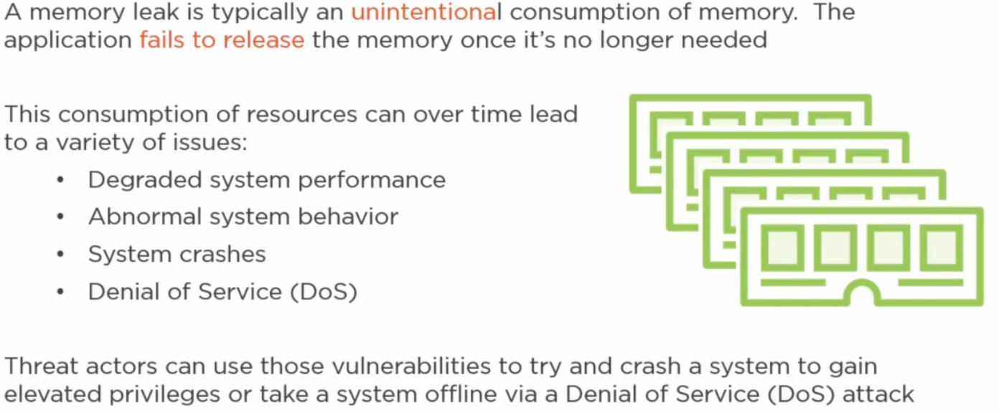 A memory leak is typically an unintentional consumption of memory. The
application fails to release the memory once it's no longer needed
This consumption of resources can over time lead
to a variety of issues:
• Degraded system performance
• Abnormal system behavior
• System crashes
• Denial of Service (DoS)
Threat actors can use those vulnerabilities to try and crash a system to gain
elevated privileges or take a system offline via a Denial of Service (DoS) attack